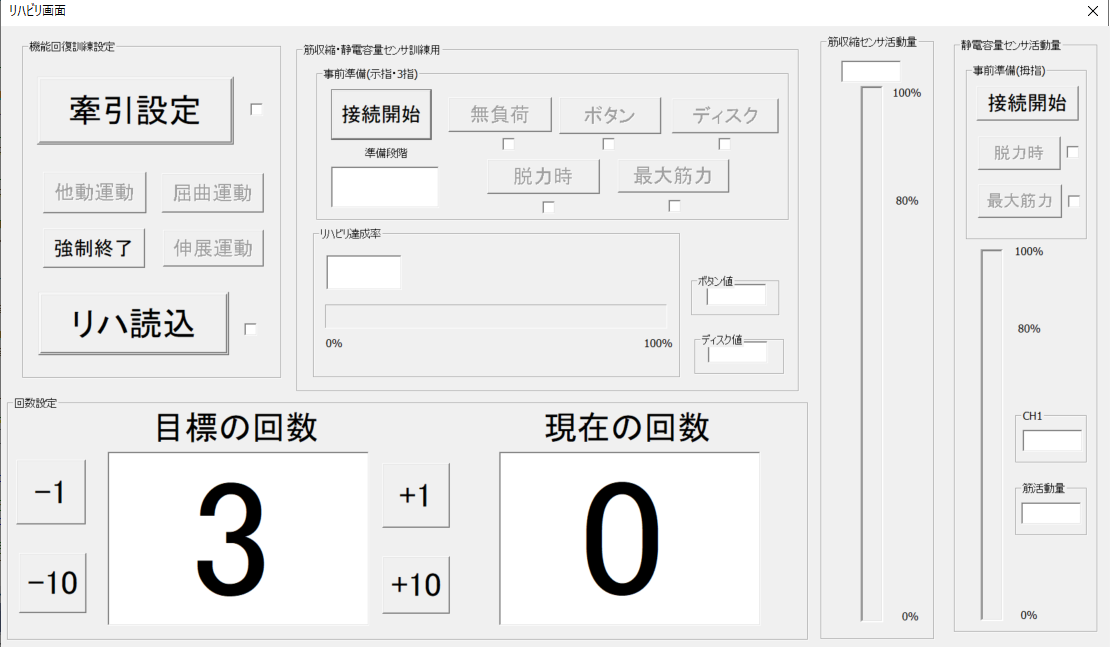 リハビリ画面
機能回復訓練設定
牽引設定
他動運動
屈曲運動
強制終了
伸展運動
リハ読込
筋収縮・静電容量センサ訓練用
事前準備(示指・3指)
接続開始
無負荷
ボタン
ディスク
準備段階
脱力時
最大筋力
リハビリ達成率
0%
100%
ボタン値
ディスク値
回数設定
目標の回数
現在の回数
-1
3
+1
0
-10
+10
筋収縮センサ活動量
100%
80%
0%
静電容量センサ活動量
事前準備(拇指)
接続開始
脱力時
最大筋力
100%
80%
CH1
筋活動量
0%